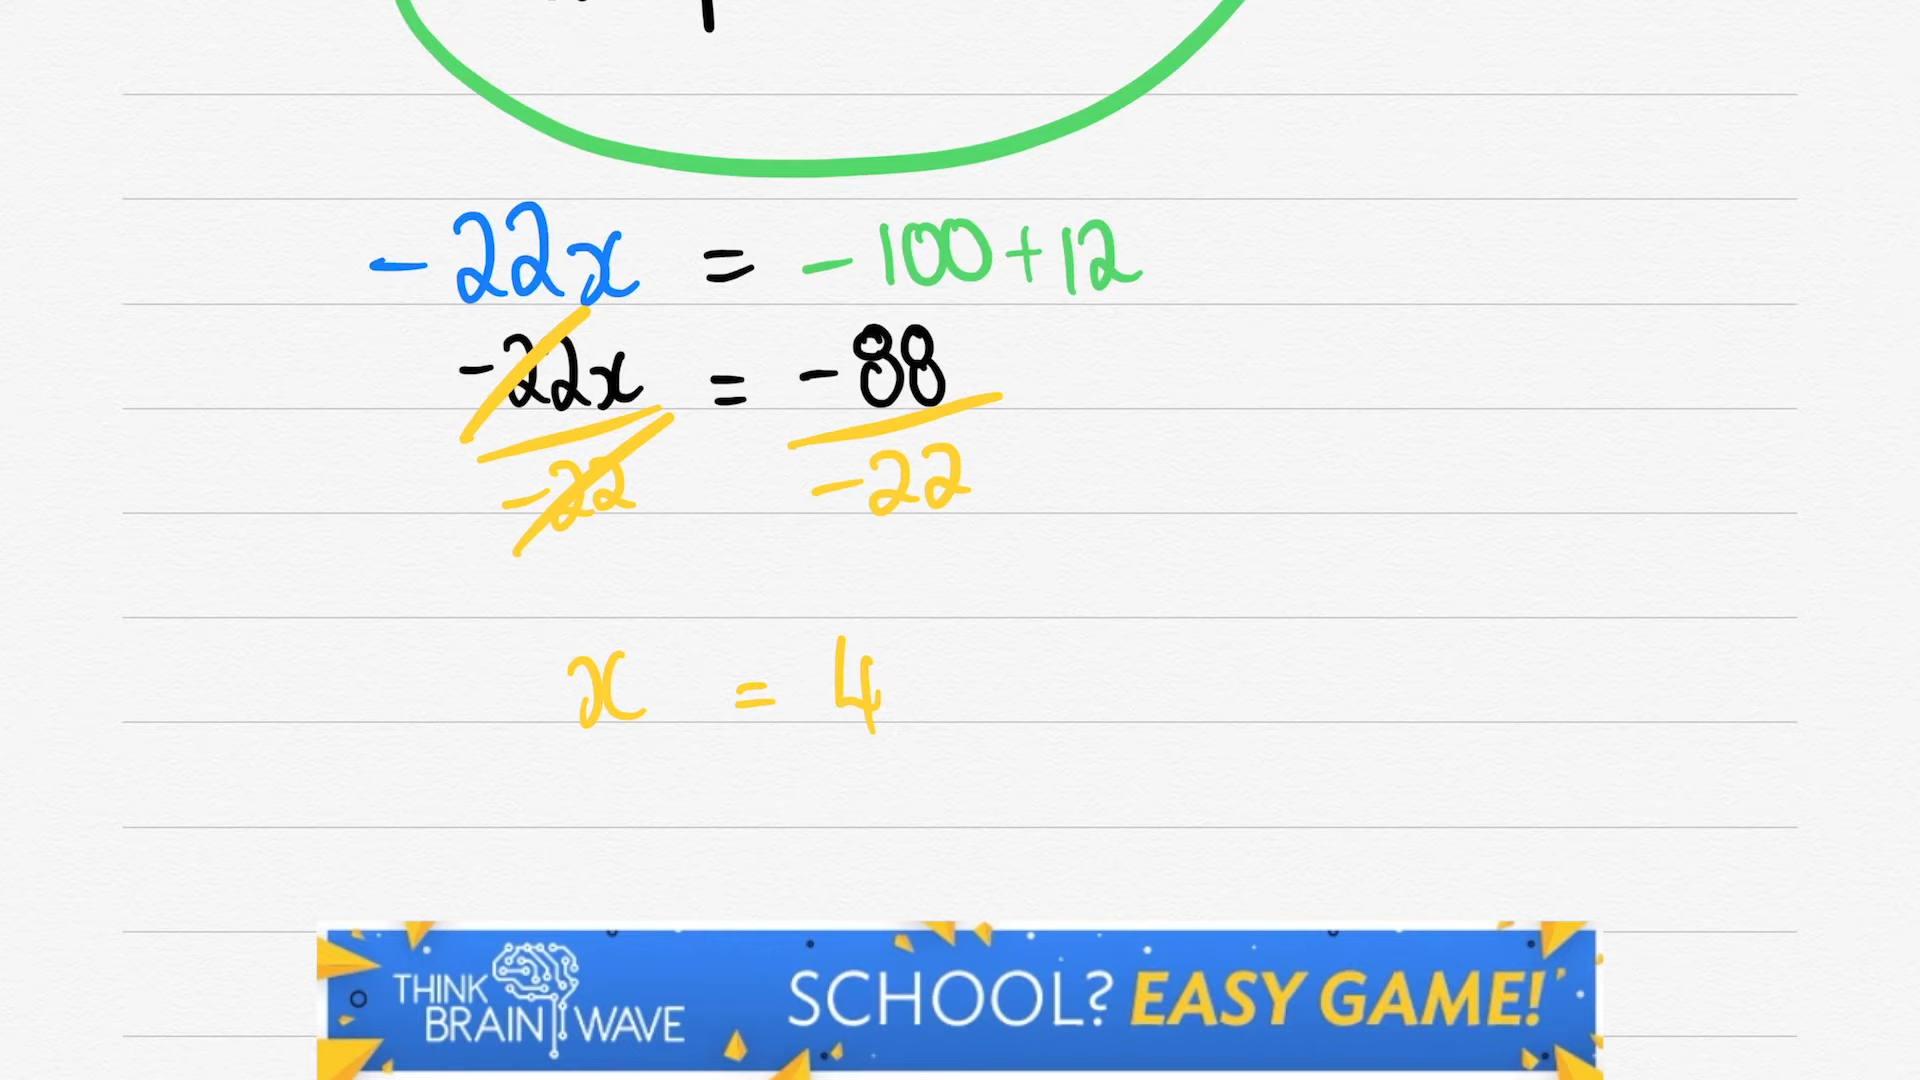 -22x = -100+12
-22x = -88
-22 -22
x = 4
THINK
BRAIN WAVE
SCHOOL? EASY GAME!